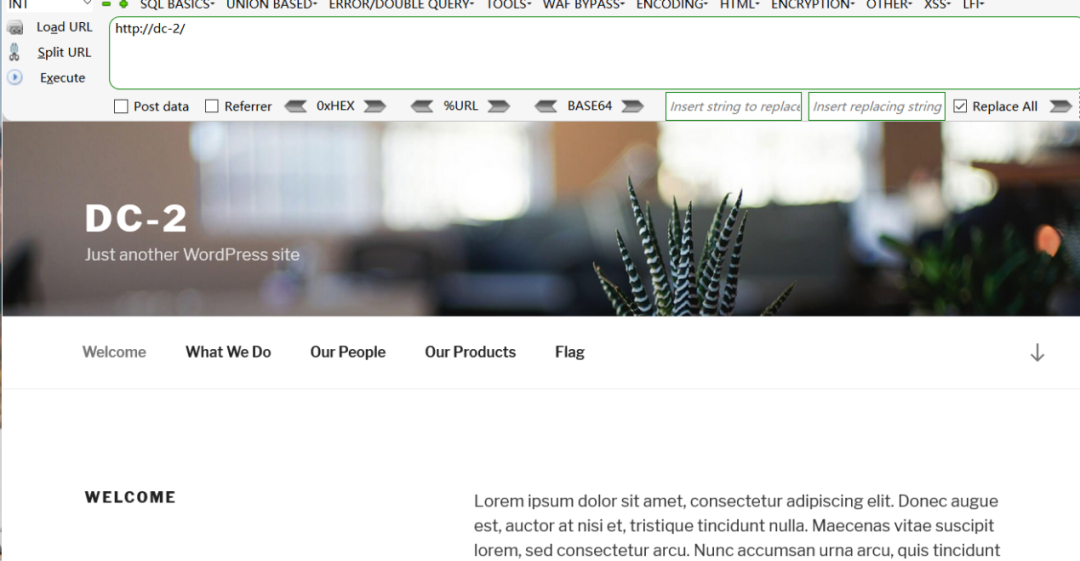 INT SQL BASICS- UNION BASED- ERROR/DOUBLE QUERY- TOOLS- WAF BYPASS- ENCODING- HTML- ENCRYPTION- OTHER- XSS- LFI-
Load URL http://dc-2/
Split URL
Execute
Post data Referrer 0xHEX %URL BASE64 Insert string to replace Insert replacing string Replace All
DC-2
Just another WordPress site
Welcome What We Do Our People Our Products Flag
WELCOME
Lorem ipsum dolor sit amet, consectetur adipiscing elit. Donec augue
est, auctor at nisi et, tristique tincidunt nulla. Maecenas vitae suscipit
lorem, sed consectetur arcu. Nunc accumsan urna arcu, quis tincidunt